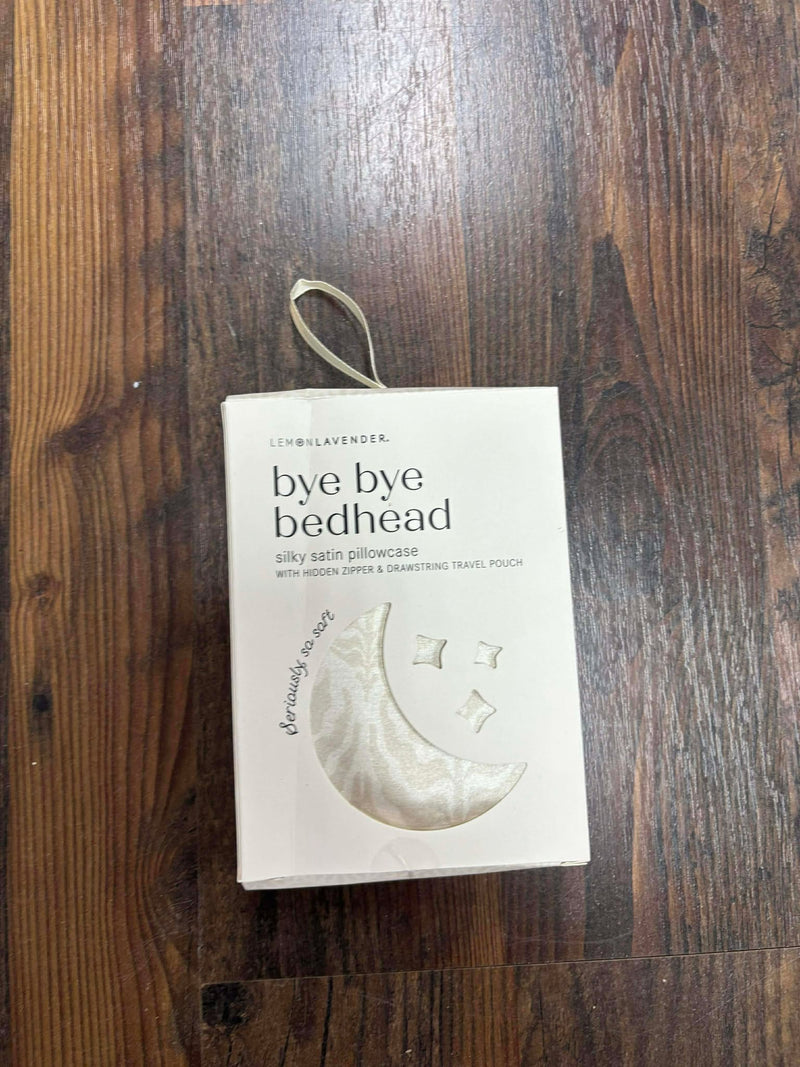 LEMONLAVENDER.
bye bye
bedhead
silky satin pillowcase
WITH HIDDEN ZIPPER & DRAWSTRING TRAVEL POUCH
Seriously, so soft